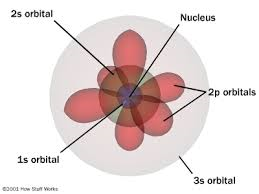 2s orbital
Nucleus
2p orbitals
1s orbital
3s orbital
©2001 How Stuff Works